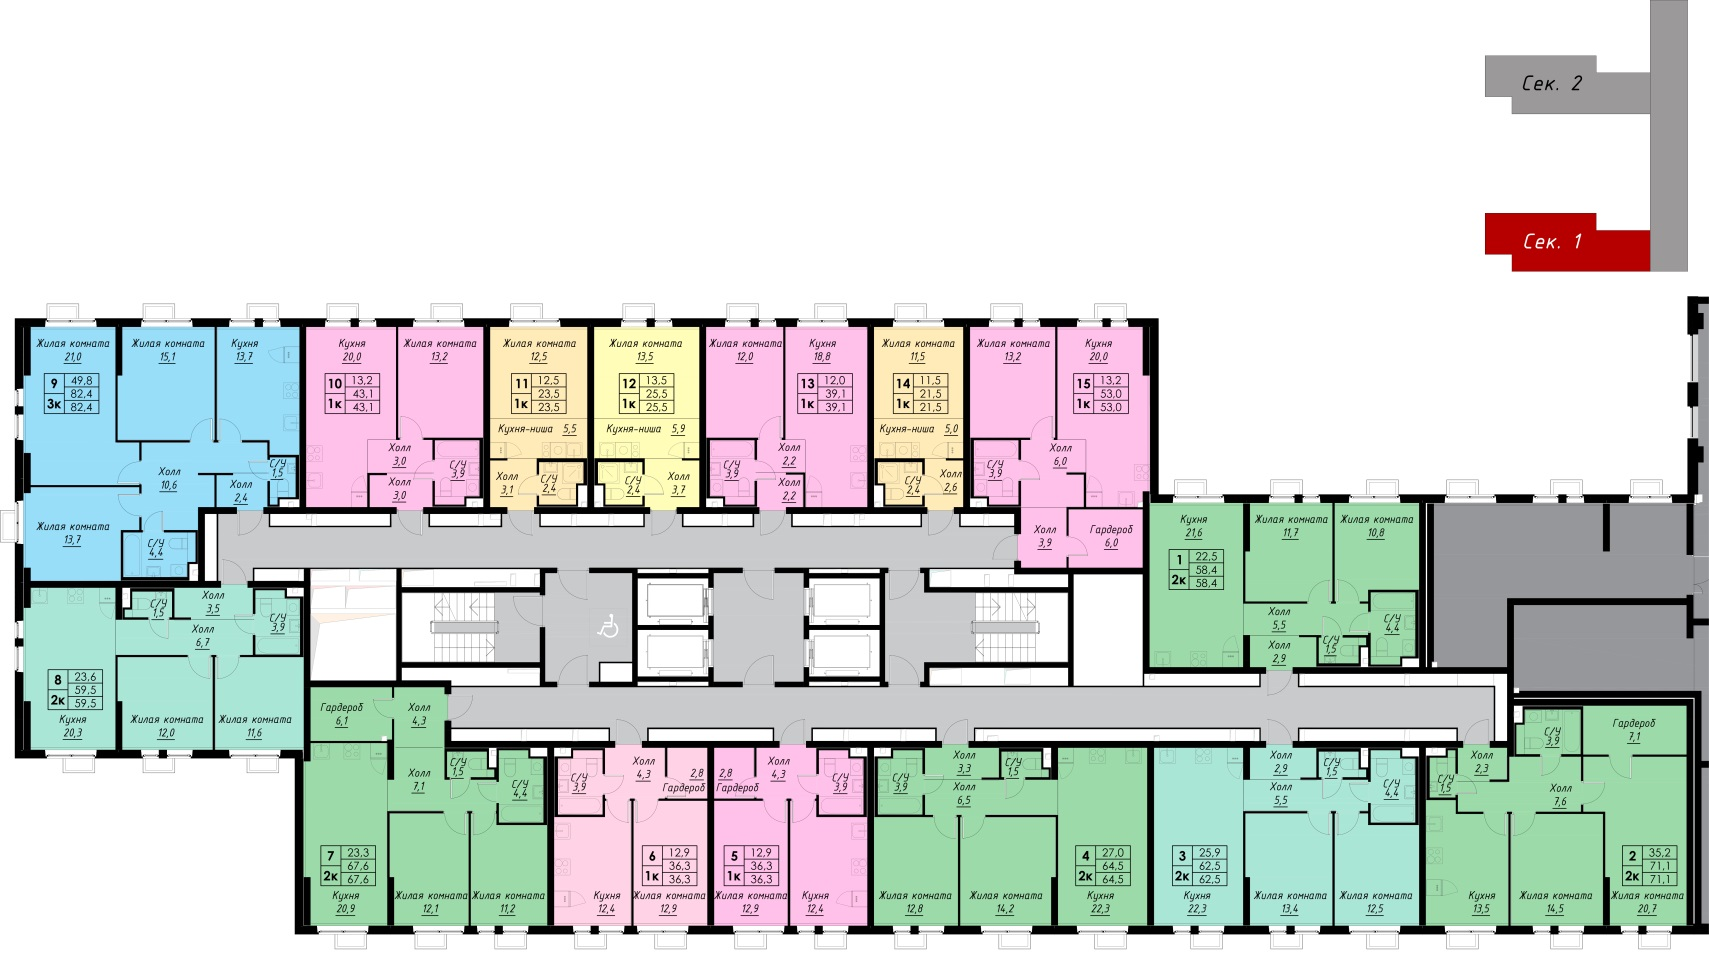 Сек. 2
Сек. 1
Жилая комната
21,0
9
3к
49,8
82,4
82,4
Жилая комната
15,1
Кухня
13,7
Холл
10,6
Холл
2,4
С/У
1,5
Жилая комната
13,7
С/У
4,4
Кухня
20,0
10
1к
13,2
43,1
43,1
Жилая комната
13,2
Холл
3,0
Холл
3,0
С/У
3,9
Жилая комната
12,5
11
1к
12,5
23,5
23,5
Кухня-ниша 5,5
Холл
3,1
С/У
2,4
Жилая комната
13,5
12
1к
13,5
25,5
25,5
Кухня-ниша 5,9
С/У
2,4
Холл
3,7
Жилая комната
12,0
Кухня
18,8
13
1к
12,0
39,1
39,1
С/У
3,9
Холл
2,2
Холл
2,2
Жилая комната
11,5
14
1к
11,5
21,5
21,5
Кухня-ниша 5,0
С/У
2,4
Холл
2,6
Жилая комната
13,2
Кухня
20,0
15
1к
13,2
53,0
53,0
С/У
3,9
Холл
6,0
Холл
3,9
Гардероб
6,0
Кухня
21,6
1
2к
22,5
58,4
58,4
Жилая комната
11,7
Жилая комната
10,8
Холл
5,5
Холл
2,9
С/У
1,5
С/У
4,4
С/У
1,5
Холл
3,5
Холл
6,7
С/У
3,9
8
2к
23,6
59,5
59,5
Кухня
20,3
Жилая комната
12,0
Жилая комната
11,6
Гардероб
6,1
Холл
4,3
Холл
7,1
С/У
1,5
С/У
4,4
7
2к
23,3
67,6
67,6
Кухня
20,9
Жилая комната
12,1
Жилая комната
11,2
С/У
3,9
Холл
4,3
2,8
Гардероб
6
1к
12,9
36,3
36,3
Кухня
12,4
Жилая комната
12,9
2,8
Гардероб
Холл
4,3
С/У
3,9
5
1к
12,9
36,3
36,3
Жилая комната
12,9
Кухня
12,4
С/У
3,9
Холл
3,3
Холл
6,5
С/У
1,5
4
2к
27,0
64,5
64,5
Жилая комната
12,8
Жилая комната
14,2
Кухня
22,3
3
2к
25,9
62,5
62,5
Кухня
22,3
Холл
2,9
Холл
5,5
С/У
1,5
С/У
4,4
Жилая комната
13,4
Жилая комната
12,5
С/У
1,5
Холл
2,3
С/У
3,9
Гардероб
7,1
Холл
7,6
2
2к
35,2
71,1
71,1
Кухня
13,5
Жилая комната
14,5
Жилая комната
20,7